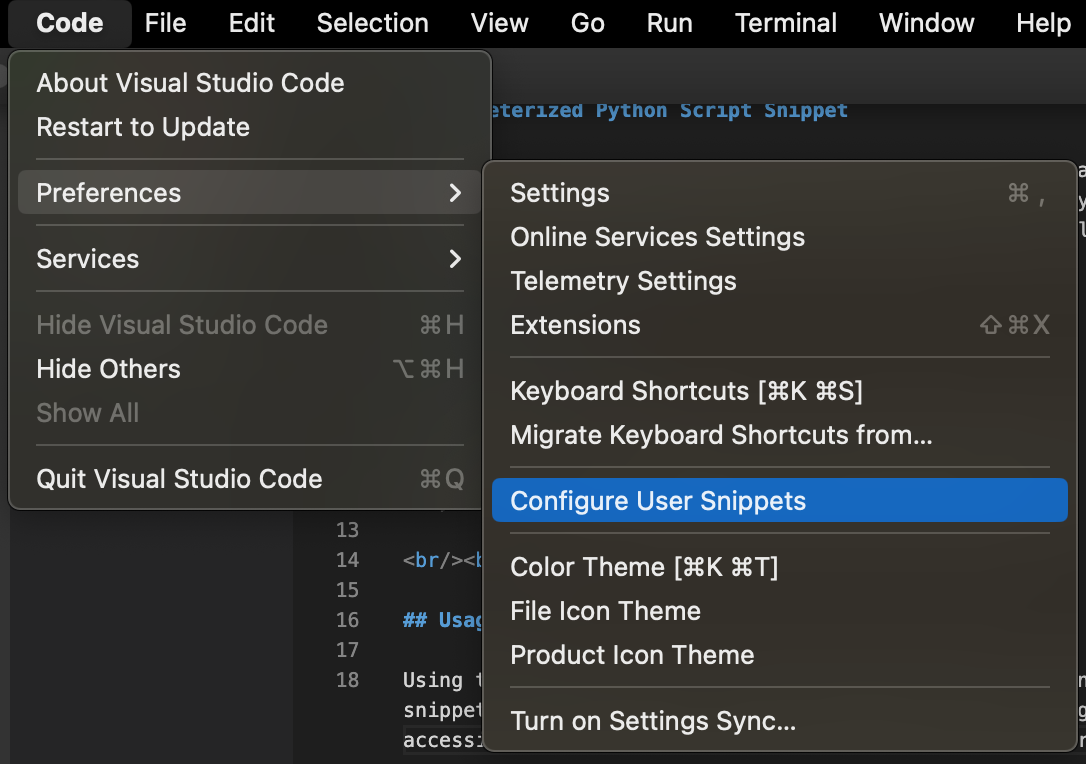 Code File Edit Selection View Go Run Terminal Window Help
About Visual Studio Code
Restart to Update
Preferences
Services
Hide Visual Studio Code ⌘H
Hide Others ⌥⌘H
Show All
Quit Visual Studio Code ⌘Q
Python Script Snippet
Settings ⌘ ,
Online Services Settings
Telemetry Settings
Extensions ⇧⌘X
Keyboard Shortcuts [⌘K ⌘S]
Migrate Keyboard Shortcuts from...
Configure User Snippets
Color Theme [⌘K ⌘T]
File Icon Theme
Product Icon Theme
Turn on Settings Sync...
13
14 <br/><b
15
16 ## Usag
17
18 Using t
snippet
accessi